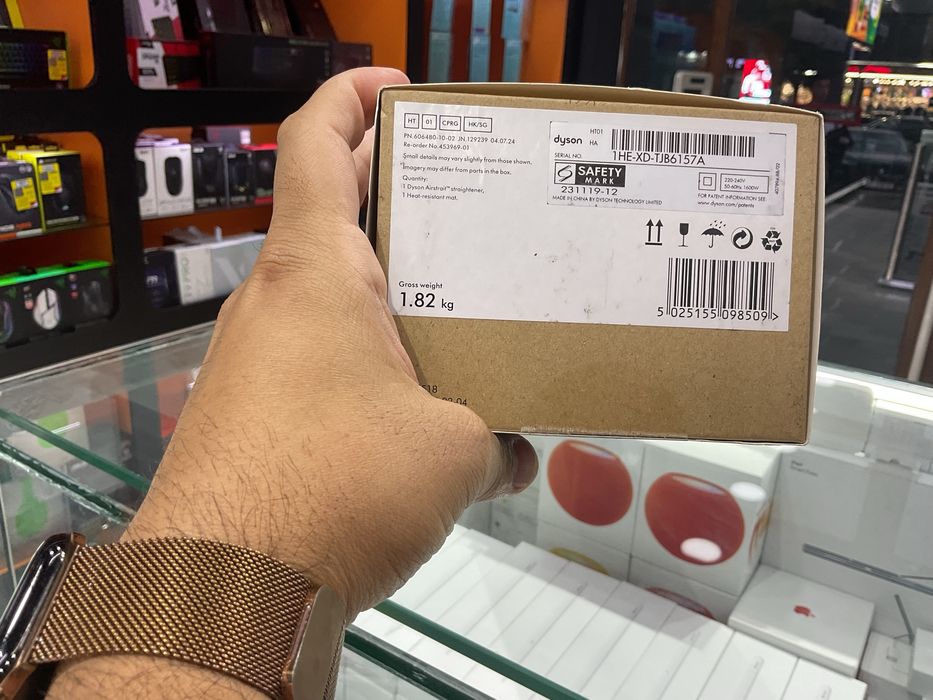 HT 01 CPRG HK/SG
PN.606480-10-02 JN.129239 04.07.24
Re-order No.453969-01
Small details may vary slightly from those shown.
Imagery may differ from parts in the box.
Quantity:
1 Dyson Airstrait™ straightener,
1 Heat-resistant mat.
Gross weight
1.82 kg
dyson HT01
HA
SERIAL NO. 1HE-XD-TJB6157A
SAFETY
MARK
231119-12
MADE IN CHINA BY DYSON TECHNOLOGY LIMITED
220-240V
50-60Hz 1600W
FOR PATENT INFORMATION SEE:
www.dyson.com/patents
5 025155 098509 >
518
02-04